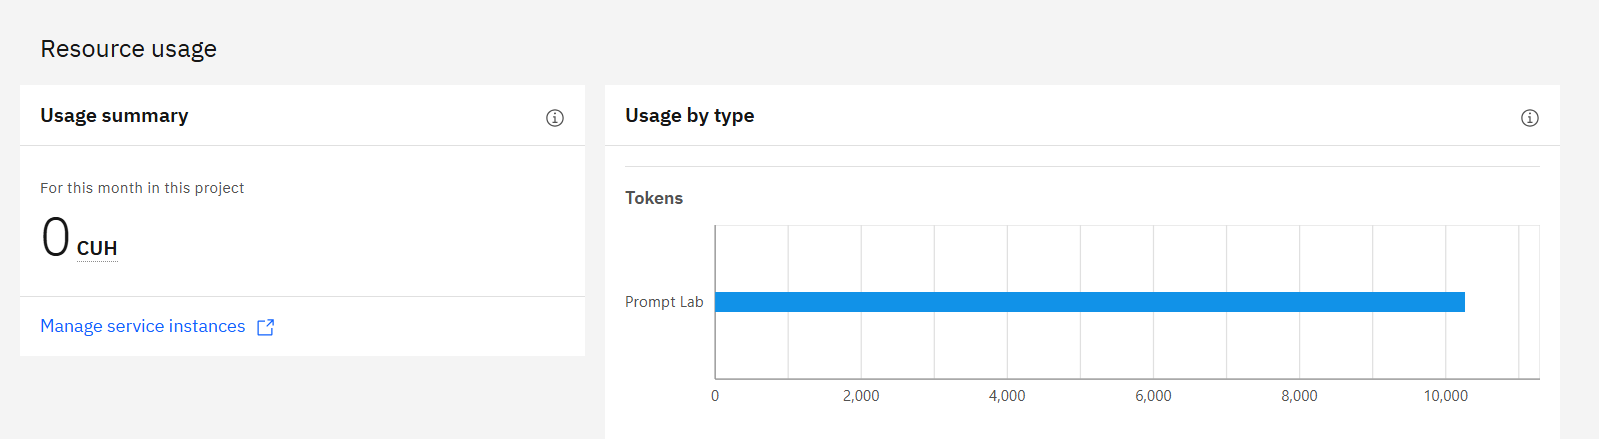 Resource usage
Usage summary
For this month in this project
0 CUH
Manage service instances
Usage by type
Tokens
Prompt Lab
0 2,000 4,000 6,000 8,000 10,000